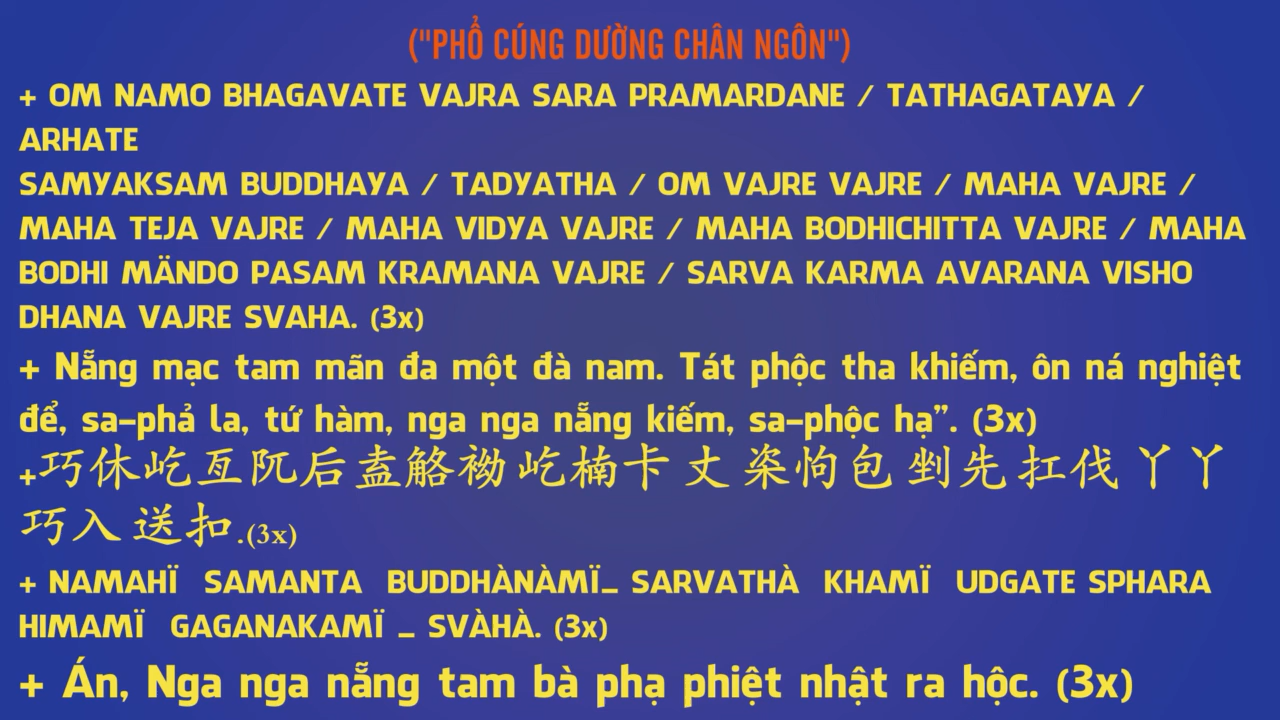 ("PHỔ CÚNG DƯỜNG CHÂN NGÔN")
+ OM NAMO BHAGAVATE VAJRA SARA PRAMARDANE / TATHAGATAYA /
ARHATE
SAMYAKSAM BUDDHAYA / TADYATHA / OM VAJRE VAJRE / MAHA VAJRE /
MAHA TEJA VAJRE / MAHA VIDYA VAJRE / MAHA BODHICHITTA VAJRE / MAHA
BODHI MÄNDO PASAM KRAMANA VAJRE / SARVA KARMA AVARANA VISHO
DHANA VAJRE SVAHA. (3x)
+ Nẵng mạc tam mãn đa một đà nam. Tát phộc tha khiếm, ôn ná nghiệt
để, sa-phả la, tứ hàm, nga nga nẵng kiếm, sa-phộc hạ”. (3x)
+巧休屹亙阢后盍觡袎屹楠卡丈粢怐包剉先扛伐丫丫
巧入送扣.(3x)
+ NAMAHÏ SAMANTA BUDDHÀNÀMÏ_ SARVATHÀ KHAMÏ UDGATE SPHARA
HIMAMÏ GAGANAKAMÏ _ SVÀHÀ. (3x)
+ Án, Nga nga nẵng tam bà phạ phiệt nhật ra hộc. (3x)